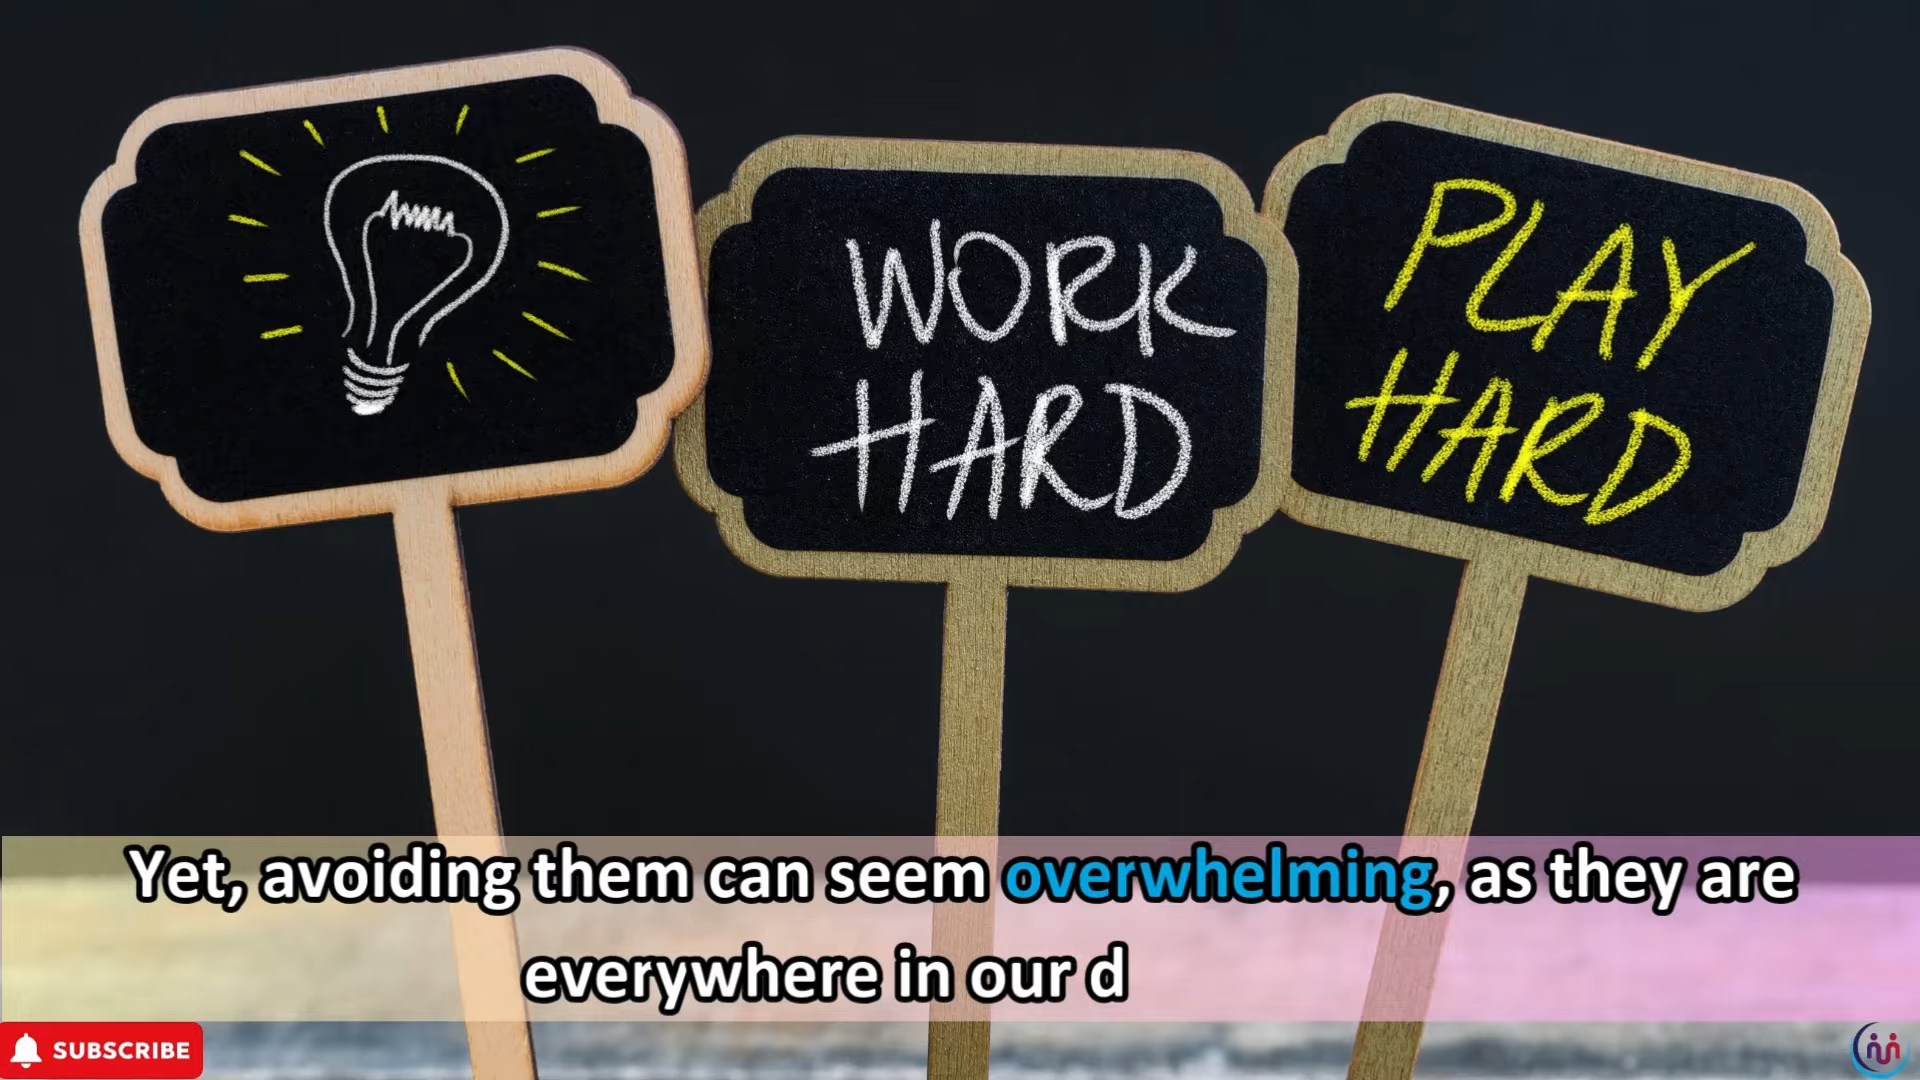 WORK
HARD
PLAY
HARD
Yet, avoiding them can seem overwhelming, as they are
everywhere in our d
SUBSCRIBE